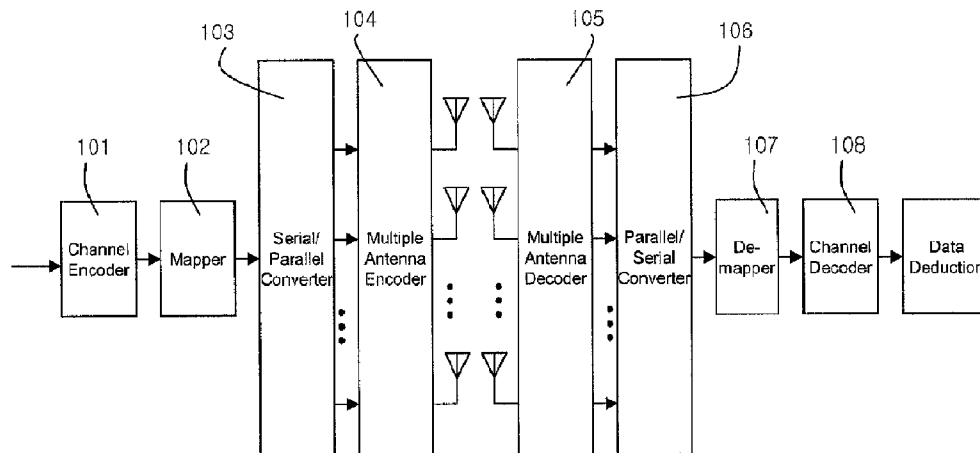 103
104
105
106
101
102
107
108
Channel
Encoder
Mapper
Serial/
Parallel
Converter
Multiple
Antenna
Encoder
Multiple
Antenna
Decoder
Parallel/
Serial
Converter
De-
mapper
Channel
Decoder
Data
Deduction